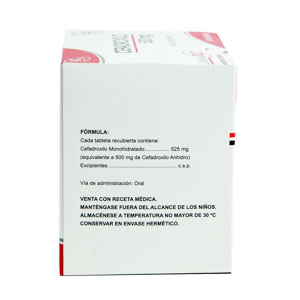 FÓRMULA:
Cada tableta recubierta contiene:
Cefadroxilo Monohidratado............. 525 mg
(equivalente a 500 mg de Cefadroxilo Anhidro)
Excipientes .................................. c.s.p.
Vía de administración: Oral
VENTA CON RECETA MÉDICA.
MANTÉNGASE FUERA DEL ALCANCE DE LOS NIÑOS.
ALMACÉNESE A TEMPERATURA NO MAYOR DE 30 ºC
CONSERVAR EN ENVASE HERMÉTICO.